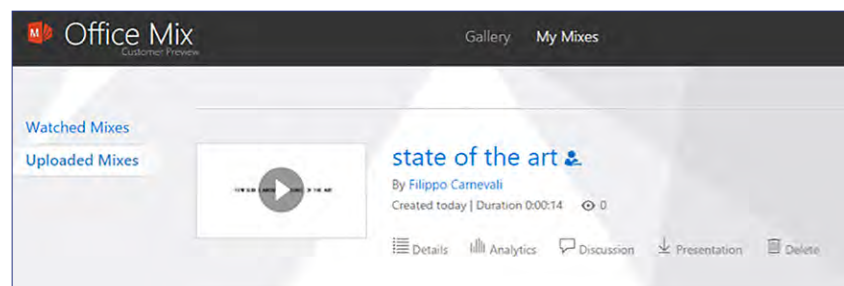 Office Mix
Customer Preview
Gallery My Mixes
Watched Mixes
Uploaded Mixes
state of the art
By Filippo Carnevali
Created today | Duration 0:00:14 0
Details Analytics Discussion Presentation Delete